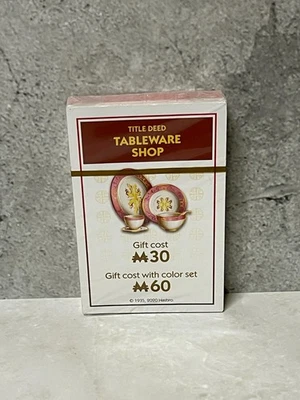 TITLE DEED
TABLEWARE
SHOP
Gift cost
₩30
Gift cost with color set
₩60
© 1935, 2020 Hasbro.